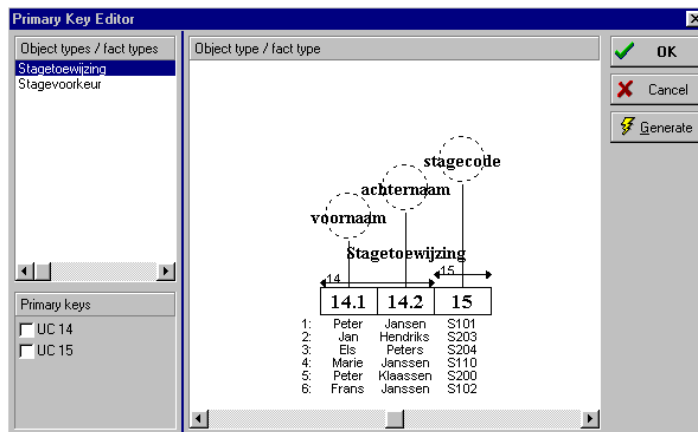 Primary Key Editor
Object types / fact types
Stagetoewijzing
Stagevoorkeur
Primary keys
UC 14
UC 15
Object type / fact type
stagecode
achternaam
voornaam
Stagetoewijzing
14
15
14.1 14.2 15
1: Peter Jansen S101
2: Jan Hendriks S203
3: Els Peters S204
4: Marie Janssen S110
5: Peter Klaassen S200
6: Frans Janssen S102
OK
Cancel
Generate